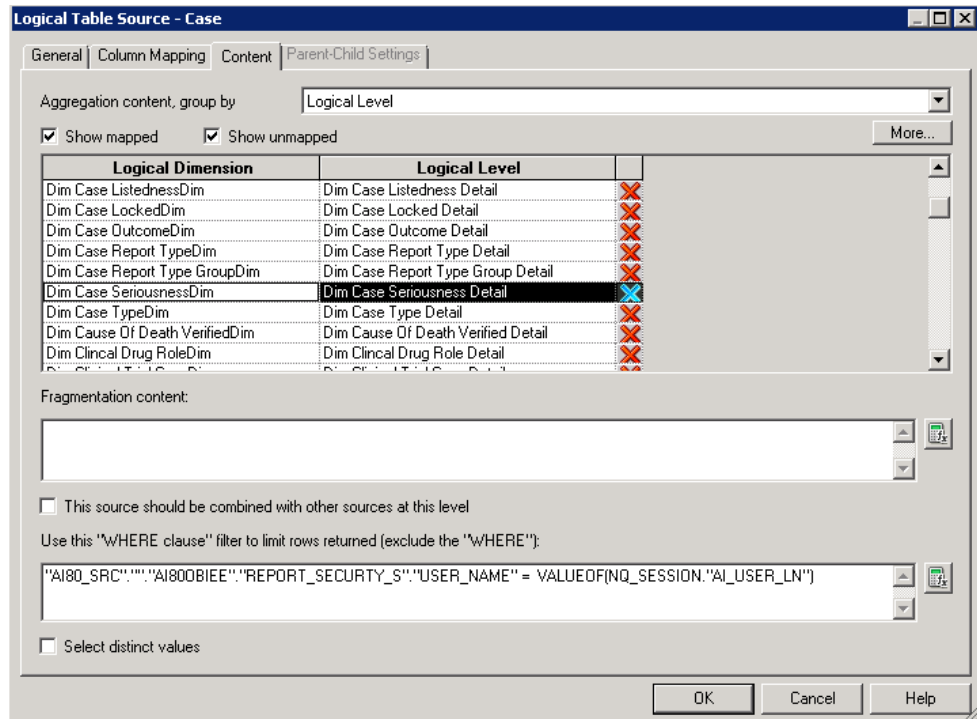 Logical Table Source - Case
General Column Mapping Content Parent-Child Settings
Aggregation content, group by Logical Level
Show mapped Show unmapped More...
Logical Dimension Logical Level
Dim Case ListednessDim Dim Case Listedness Detail
Dim Case LockedDim Dim Case Locked Detail
Dim Case OutcomeDim Dim Case Outcome Detail
Dim Case Report TypeDim Dim Case Report Type Detail
Dim Case Report Type GroupDim Dim Case Report Type Group Detail
Dim Case SeriousnessDim Dim Case Seriousness Detail
Dim Case TypeDim Dim Case Type Detail
Dim Cause Of Death VerifiedDim Dim Cause Of Death Verified Detail
Dim Clincal Drug RoleDim Dim Clincal Drug Role Detail
Fragmentation content:
This source should be combined with other sources at this level
Use this "WHERE clause" filter to limit rows returned (exclude the "WHERE"):
"AI80_SRC"."".​"AI80OBIEE"."REPORT_SECURTY_S"."USER_NAME" = VALUEOF(NQ_SESSION."AI_USER_LN")
Select distinct values
OK Cancel Help